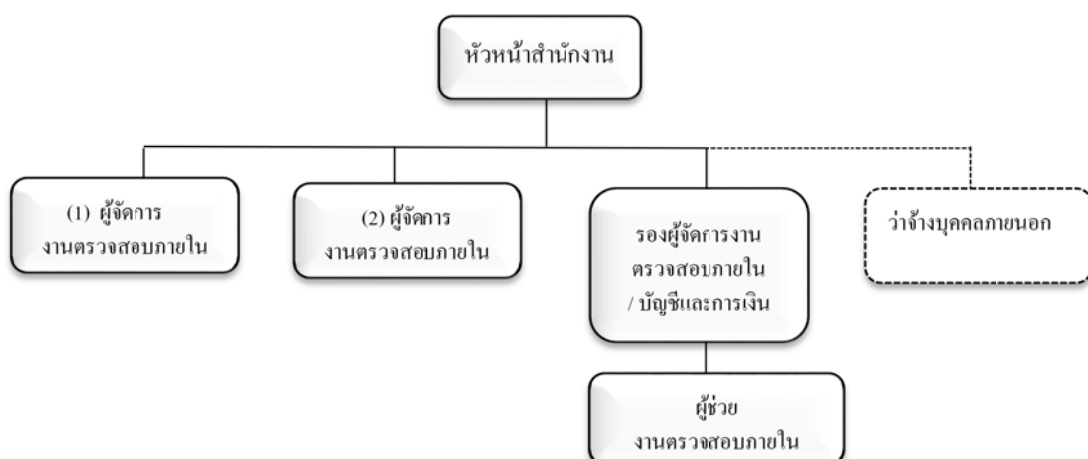 หัวหน้าสำนักงาน
(1) ผู้จัดการ
งานตรวจสอบภายใน
(2) ผู้จัดการ
งานตรวจสอบภายใน
รองผู้จัดการงาน
ตรวจสอบภายใน
/ บัญชีและการเงิน
ว่าจ้างบุคคลภายนอก
ผู้ช่วย
งานตรวจสอบภายใน